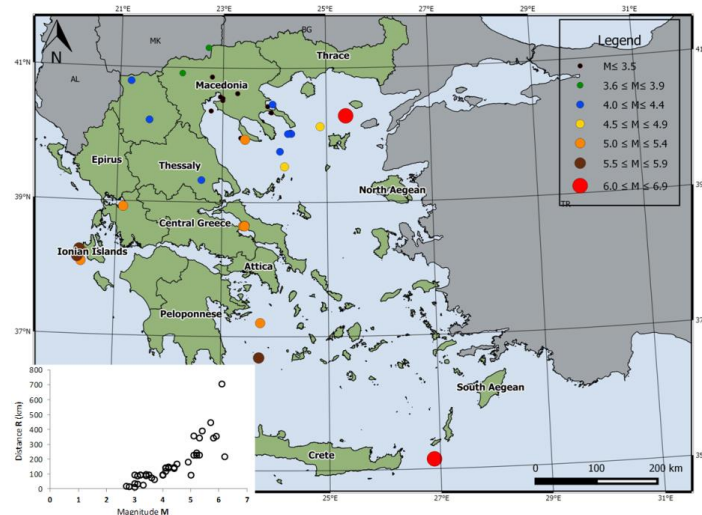 21°E
23°E
25°E
27°E
29°E
MK
BG
AL
TR
N
41°N
41
39°N
39
37°N
37
35
Thrace
Macedonia
Epirus
Thessaly
North Aegean
Central Greece
Ionian Islands
Attica
Peloponnese
South Aegean
Crete
Legend
M≤ 3.5
3.6 ≤ M≤ 3.9
4.0 ≤ M≤ 4.4
4.5 ≤ M≤ 4.9
5.0 ≤ M≤ 5.4
5.5 ≤ M≤ 5.9
6.0 ≤ M ≤ 6.9
Distance R (km)
800
700
600
500
400
300
200
100
0
0 1 2 3 4 5 6 7
Magnitude M
25°E
27°E
29°E
0 100 200 km